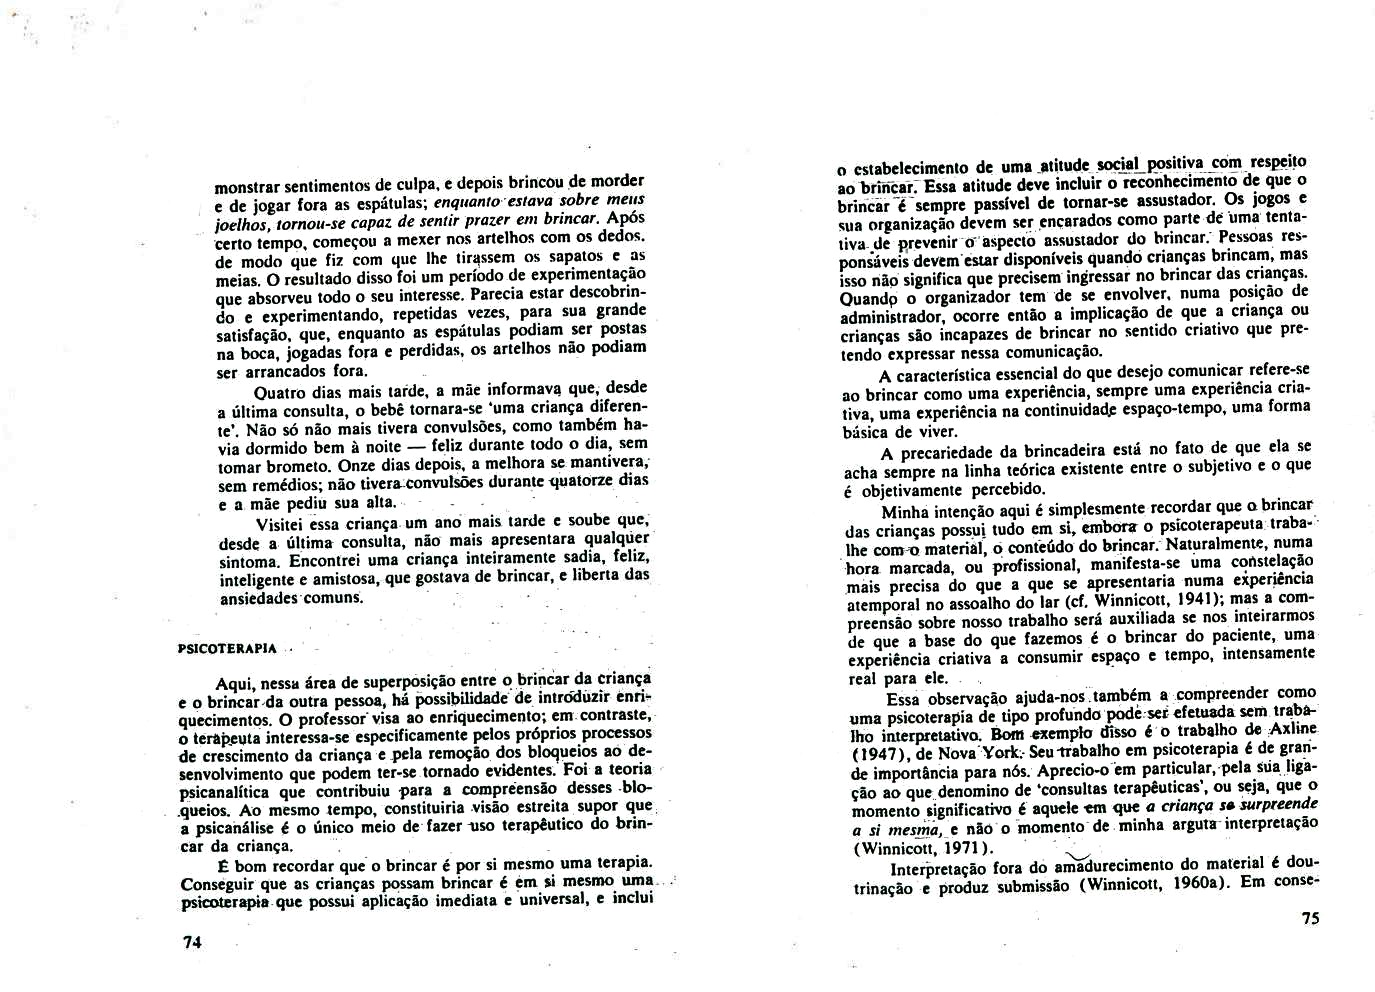 monstrar sentimentos de culpa, e depois brincou de morder
e de jogar fora as espátulas; enquanto estava sobre meus
joelhos, tornou-se capaz de sentir prazer em brincar. Após
certo tempo, começou a mexer nos artelhos com os dedos.
de modo que fiz com que lhe tirassem os sapatos e as
meias. O resultado disso foi um período de experimentação
que absorveu todo o seu interesse. Parecia estar descobrin-
do e experimentando, repetidas vezes, para sua grande
satisfação, que, enquanto as espátulas podiam ser postas
na boca, jogadas fora e perdidas, os artelhos não podiam
ser arrancados fora.
Quatro dias mais tarde, a mãe informava que, desde
a última consulta, o bebê tornara-se ‘uma criança diferen-
te’. Não só não mais tivera convulsões, como também ha-
via dormido bem à noite — feliz durante todo o dia, sem
tomar brometo. Onze dias depois, a melhora se mantivera,
sem remédios; não tivera convulsões durante quatorze dias
e a mãe pediu sua alta.
Visitei essa criança um ano mais tarde e soube que,
desde a última consulta, não mais apresentara qualquer
sintoma. Encontrei uma criança inteiramente sadia, feliz,
inteligente e amistosa, que gostava de brincar, e liberta das
ansiedades comuns.
PSICOTERAPIA
Aqui, nessa área de superposição entre o brincar da criança
e o brincar da outra pessoa, há possibilidade de introduzir enri-
quecimentos. O professor visa ao enriquecimento; em contraste,
o terapeuta interessa-se especificamente pelos próprios processos
de crescimento da criança e pela remoção dos bloqueios ao de-
senvolvimento que podem ter-se tornado evidentes. Foi a teoria
psicanalítica que contribuiu para a compreensão desses blo-
queios. Ao mesmo tempo, constituiria visão estreita supor que
a psicanálise é o único meio de fazer uso terapêutico do brin-
car da criança.
É bom recordar que o brincar é por si mesmo uma terapia.
Conseguir que as crianças possam brincar é em si mesmo uma
psicoterapia que possui aplicação imediata e universal, e inclui
74
o estabelecimento de uma atitude social positiva com respeito
ao brincar. Essa atitude deve incluir o reconhecimento de que o
brincar é sempre passível de tornar-se assustador. Os jogos e
sua organização devem ser encarados como parte de uma tenta-
tiva de prevenir o aspecto assustador do brincar. Pessoas res-
ponsáveis devem estar disponíveis quando crianças brincam, mas
isso não significa que precisem ingressar no brincar das crianças.
Quando o organizador tem de se envolver, numa posição de
administrador, ocorre então a implicação de que a criança ou
crianças são incapazes de brincar no sentido criativo que pre-
tendo expressar nessa comunicação.
A característica essencial do que desejo comunicar refere-se
ao brincar como uma experiência, sempre uma experiência cria-
tiva, uma experiência na continuidade espaço-tempo, uma forma
básica de viver.
A precariedade da brincadeira está no fato de que ela se
acha sempre na linha teórica existente entre o subjetivo e o que
é objetivamente percebido.
Minha intenção aqui é simplesmente recordar que o brincar
das crianças possui tudo em si, embora o psicoterapeuta traba-
lhe com o material, o conteúdo do brincar. Naturalmente, numa
hora marcada, ou profissional, manifesta-se uma constelação
mais precisa do que a que se apresentaria numa experiência
atemporal no assoalho do lar (cf. Winnicott, 1941); mas a com-
preensão sobre nosso trabalho será auxiliada se nos inteirarmos
de que a base do que fazemos é o brincar do paciente, uma
experiência criativa a consumir espaço e tempo, intensamente
real para ele.
Essa observação ajuda-nos também a compreender como
uma psicoterapia de tipo profundo pode ser efetuada sem traba-
lho interpretativo. Bom exemplo disso é o trabalho de Axline
(1947), de Nova York. Seu trabalho em psicoterapia é de gran-
de importância para nós. Aprecio-o em particular, pela sua liga-
ção ao que denomino de ‘consultas terapêuticas’, ou seja, que o
momento significativo é aquele em que a criança se surpreende
a si mesma, e não o momento de minha arguta interpretação
(Winnicott, 1971).
Interpretação fora do amadurecimento do material é dou-
trinação e produz submissão (Winnicott, 1960a). Em conse-
75